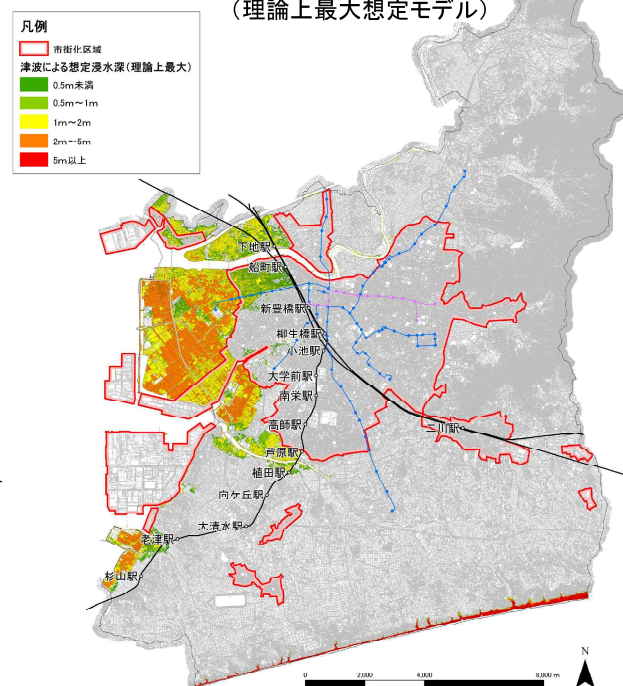 (理論上最大想定モデル)
凡例
市街化区域
津波による想定浸水深(理論上最大)
0.5m未満
0.5m～1m
1m～2m
2m～5m
5m以上
下地駅
船町駅
新豊橋駅
柳生橋駅
小池駅
大学前駅
南栄駅
高師駅
二川駅
芦原駅
植田駅
向ケ丘駅
大清水駅
老津駅
杉山駅
N
0 2,000 4,000 8,000 m